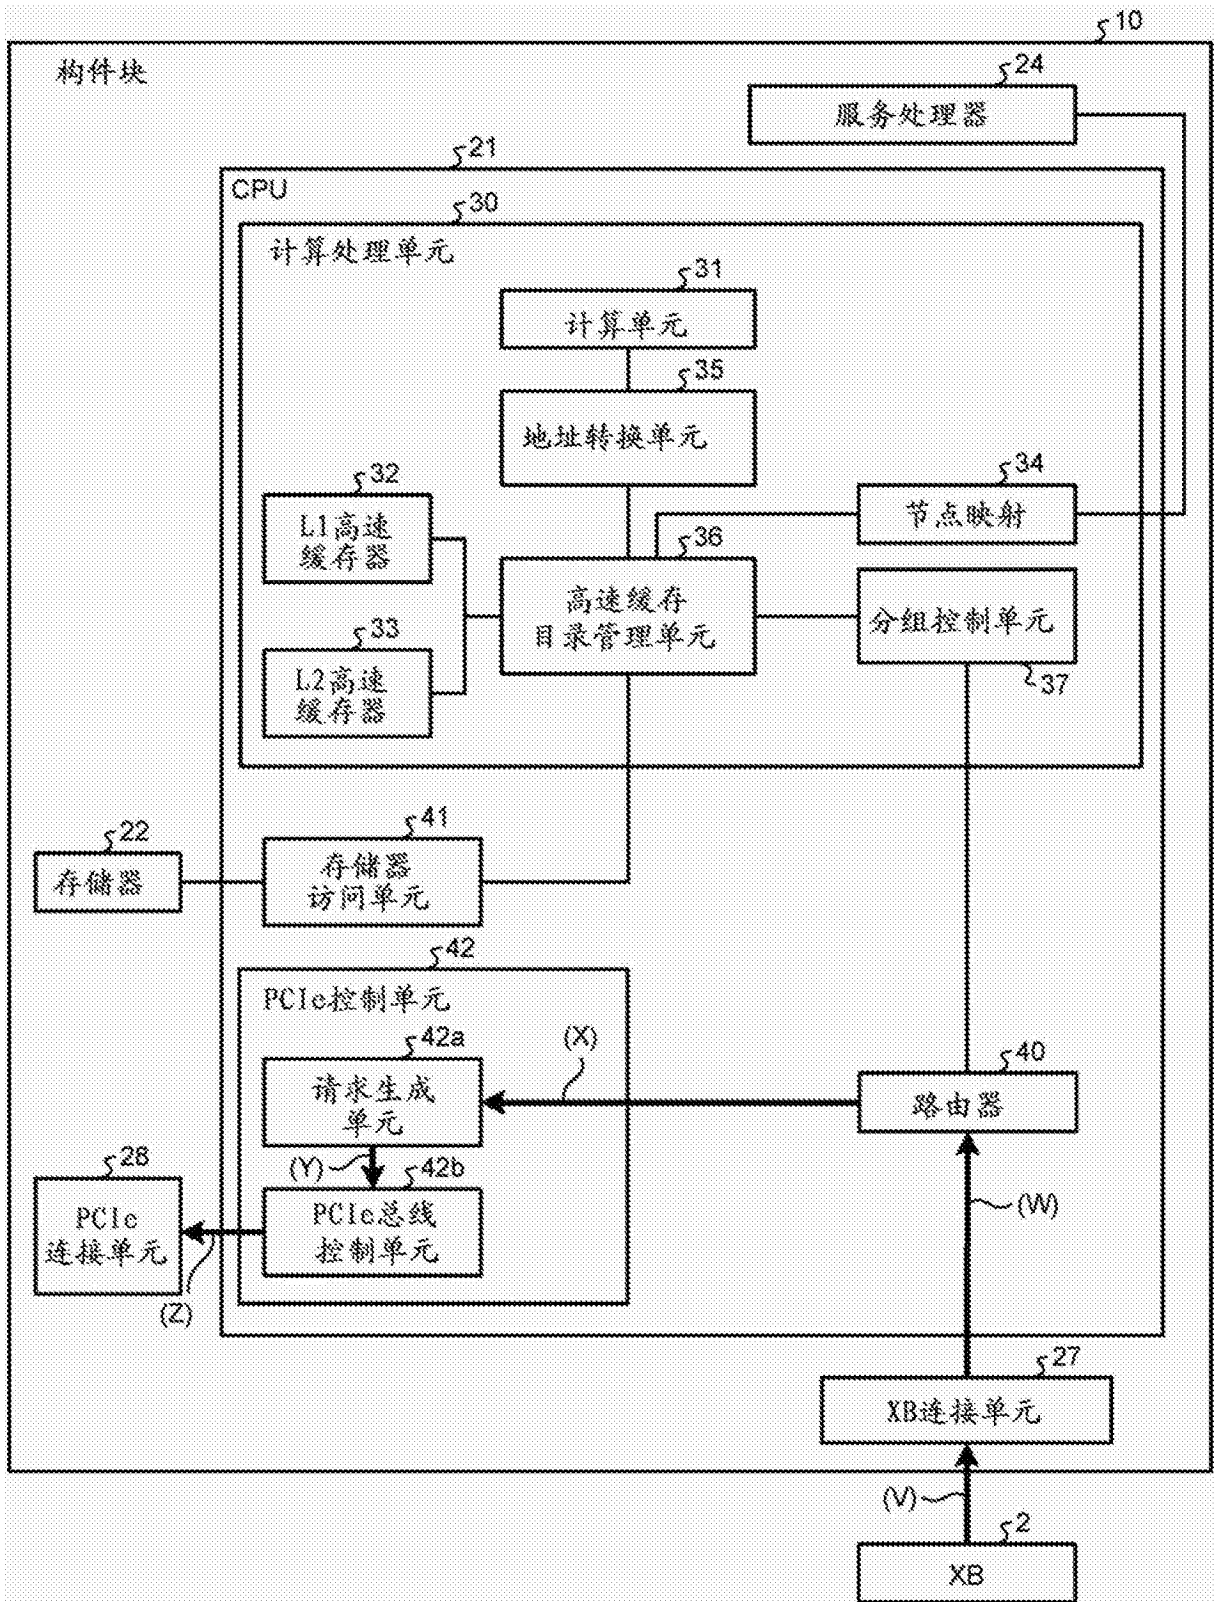 10
构件块
24
服务处理器
21
CPU
30
计算处理单元
31
计算单元
35
地址转换单元
32
L1高速
缓存器
34
节点映射
36
高速缓存
目录管理单元
分组控制单元
37
33
L2高速
缓存器
22
存储器
41
存储器
访问单元
42
PCIe控制单元
42a
请求生成
单元
(X)
40
路由器
(Y)
42b
PCIe总线
控制单元
28
PCIe
连接单元
(Z)
(W)
27
XB连接单元
(V)
2
XB